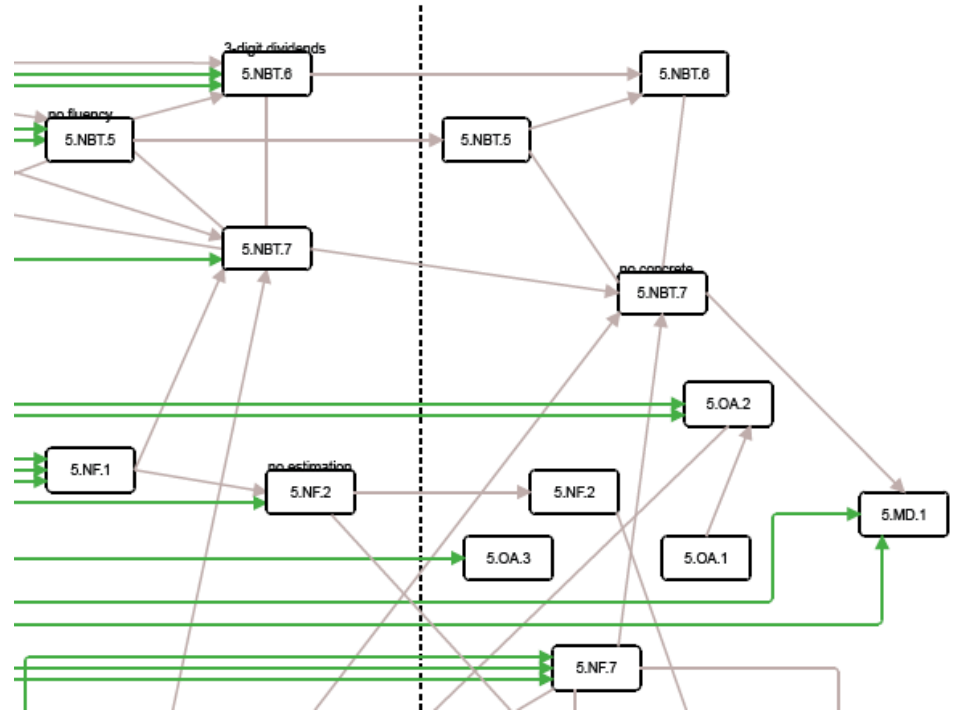 3-digit dividends
5.NBT.6
5.NBT.6
no fluency
5.NBT.5
5.NBT.5
5.NBT.7
no concrete
5.NBT.7
5.OA.2
5.NF.1
no estimation
5.NF.2
5.NF.2
5.MD.1
5.OA.3
5.OA.1
5.NF.7